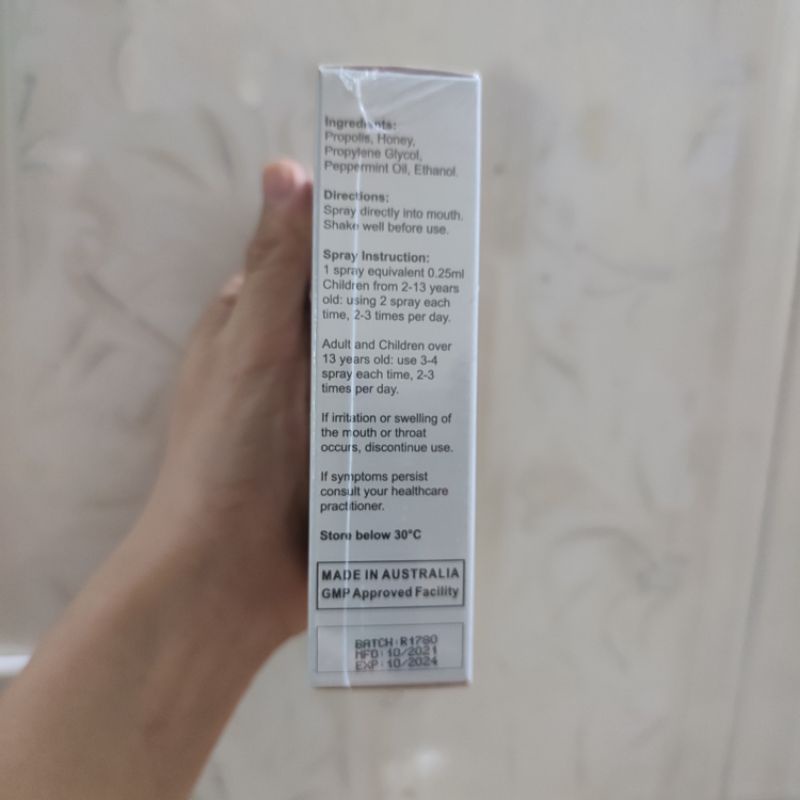 Ingredients:
Propolis, Honey,
Propylene Glycol,
Peppermint Oil, Ethanol.
Directions:
Spray directly into mouth.
Shake well before use.
Spray Instruction:
1 spray equivalent 0.25ml
Children from 2-13 years
old: using 2 spray each
time, 2-3 times per day.
Adult and Children over
13 years old: use 3-4
spray each time, 2-3
times per day.
If irritation or swelling of
the mouth or throat
occurs, discontinue use.
If symptoms persist
consult your healthcare
practitioner.
Store below 30°C
MADE IN AUSTRALIA
GMP Approved Facility
BATCH: R1780
MFD: 10/2021
EXP: 10/2024